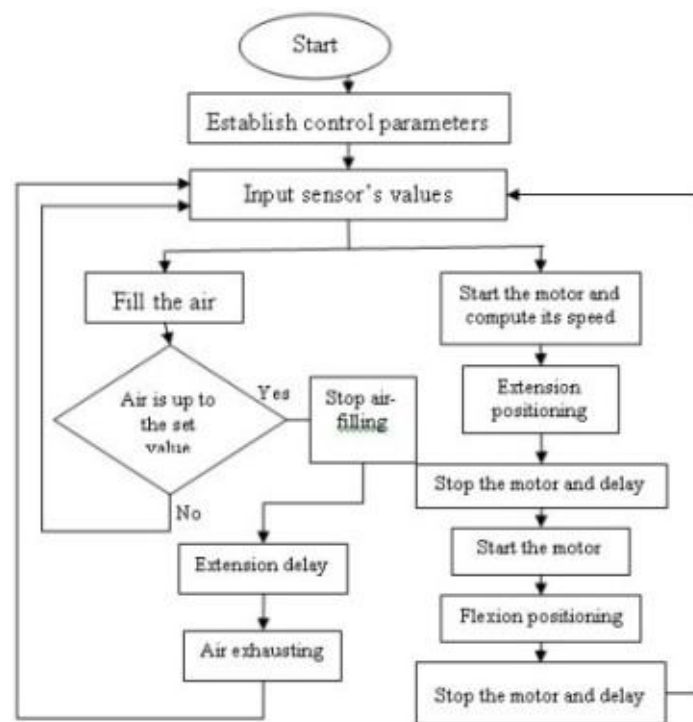 Start
Establish control parameters
Input sensor's values
Fill the air
Start the motor and
compute its speed
Air is up to
the set
value
Yes
No
Stop air-
filling
Extension
positioning
Stop the motor and delay
Extension delay
Start the motor
Air exhausting
Flexion positioning
Stop the motor and delay